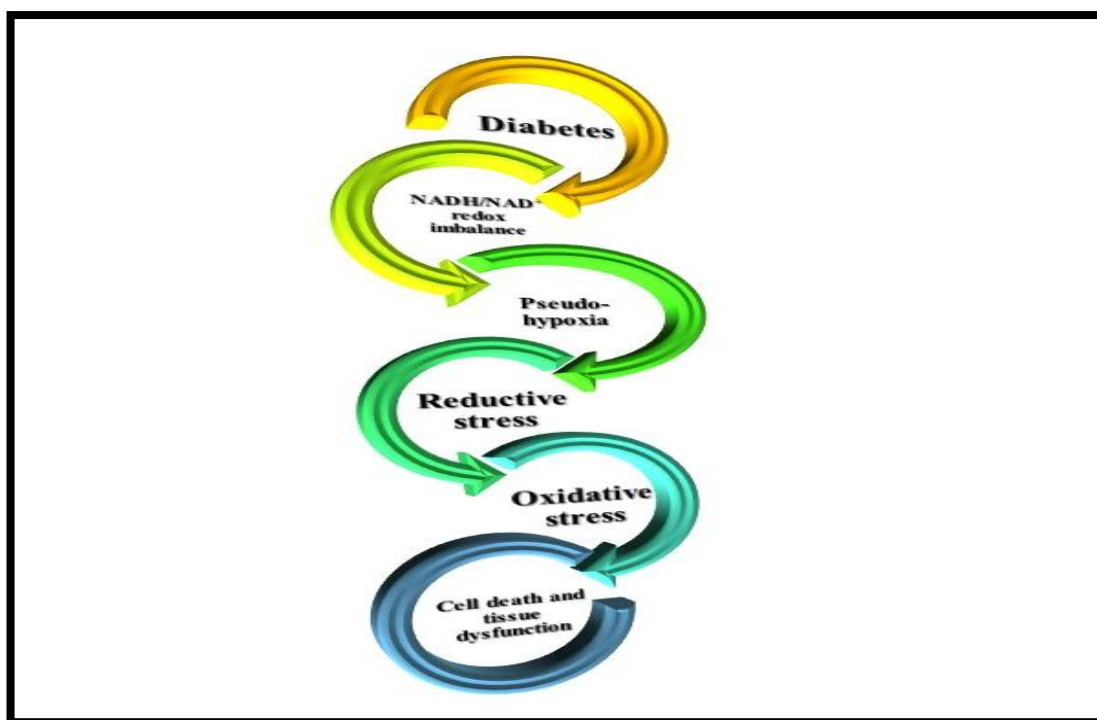 Diabetes
NADH/NAD⁺
redox
imbalance
Pseudo-
hypoxia
Reductive
stress
Oxidative
stress
Cell death and
tissue
dysfunction